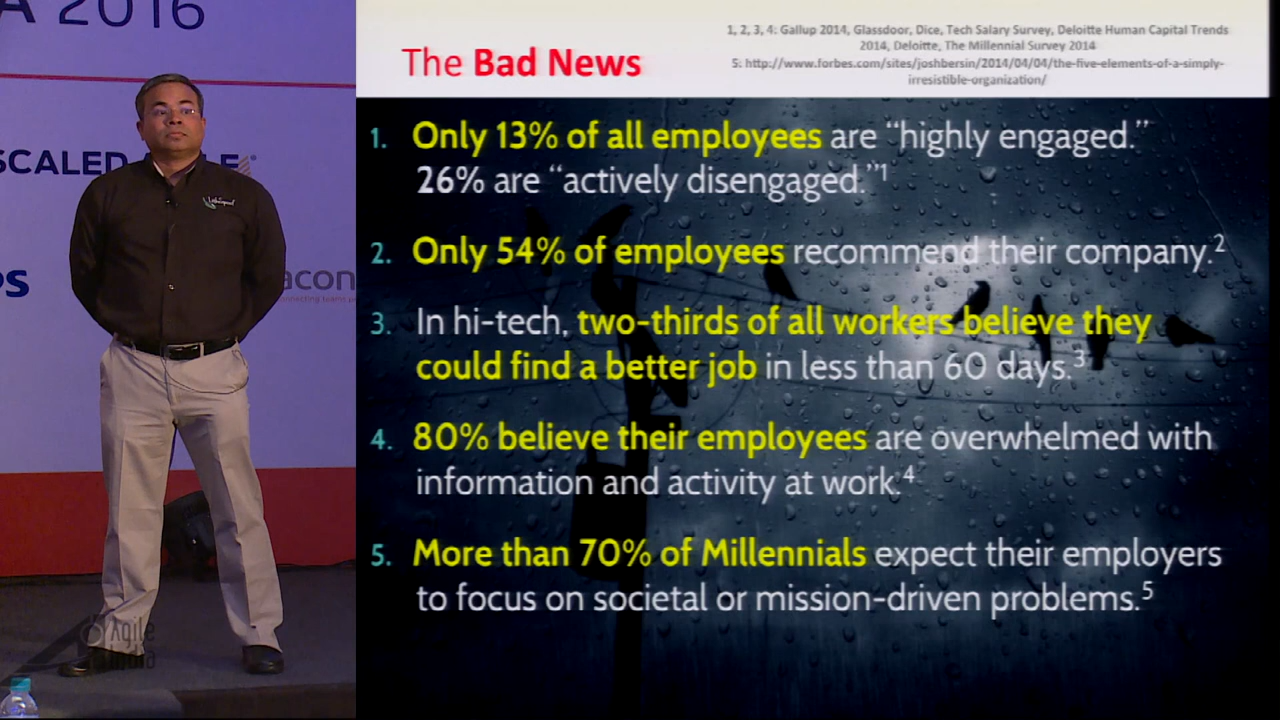 A 2016
SCALED
PS
acon
Agile
India
The Bad News
1, 2, 3, 4: Gallup 2014, Glassdoor, Dice, Tech Salary Survey, Deloitte Human Capital Trends
2014, Deloitte, The Millennial Survey 2014
5: http://www.forbes.com/sites/joshbersin/2014/04/04/the-five-elements-of-a-simply-
irresistible-organization/
1. Only 13% of all employees are “highly engaged.”
26% are “actively disengaged.”1
2. Only 54% of employees recommend their company.2
3. In hi-tech, two-thirds of all workers believe they
could find a better job in less than 60 days.3
4. 80% believe their employees are overwhelmed with
information and activity at work.4
5. More than 70% of Millennials expect their employers
to focus on societal or mission-driven problems.5